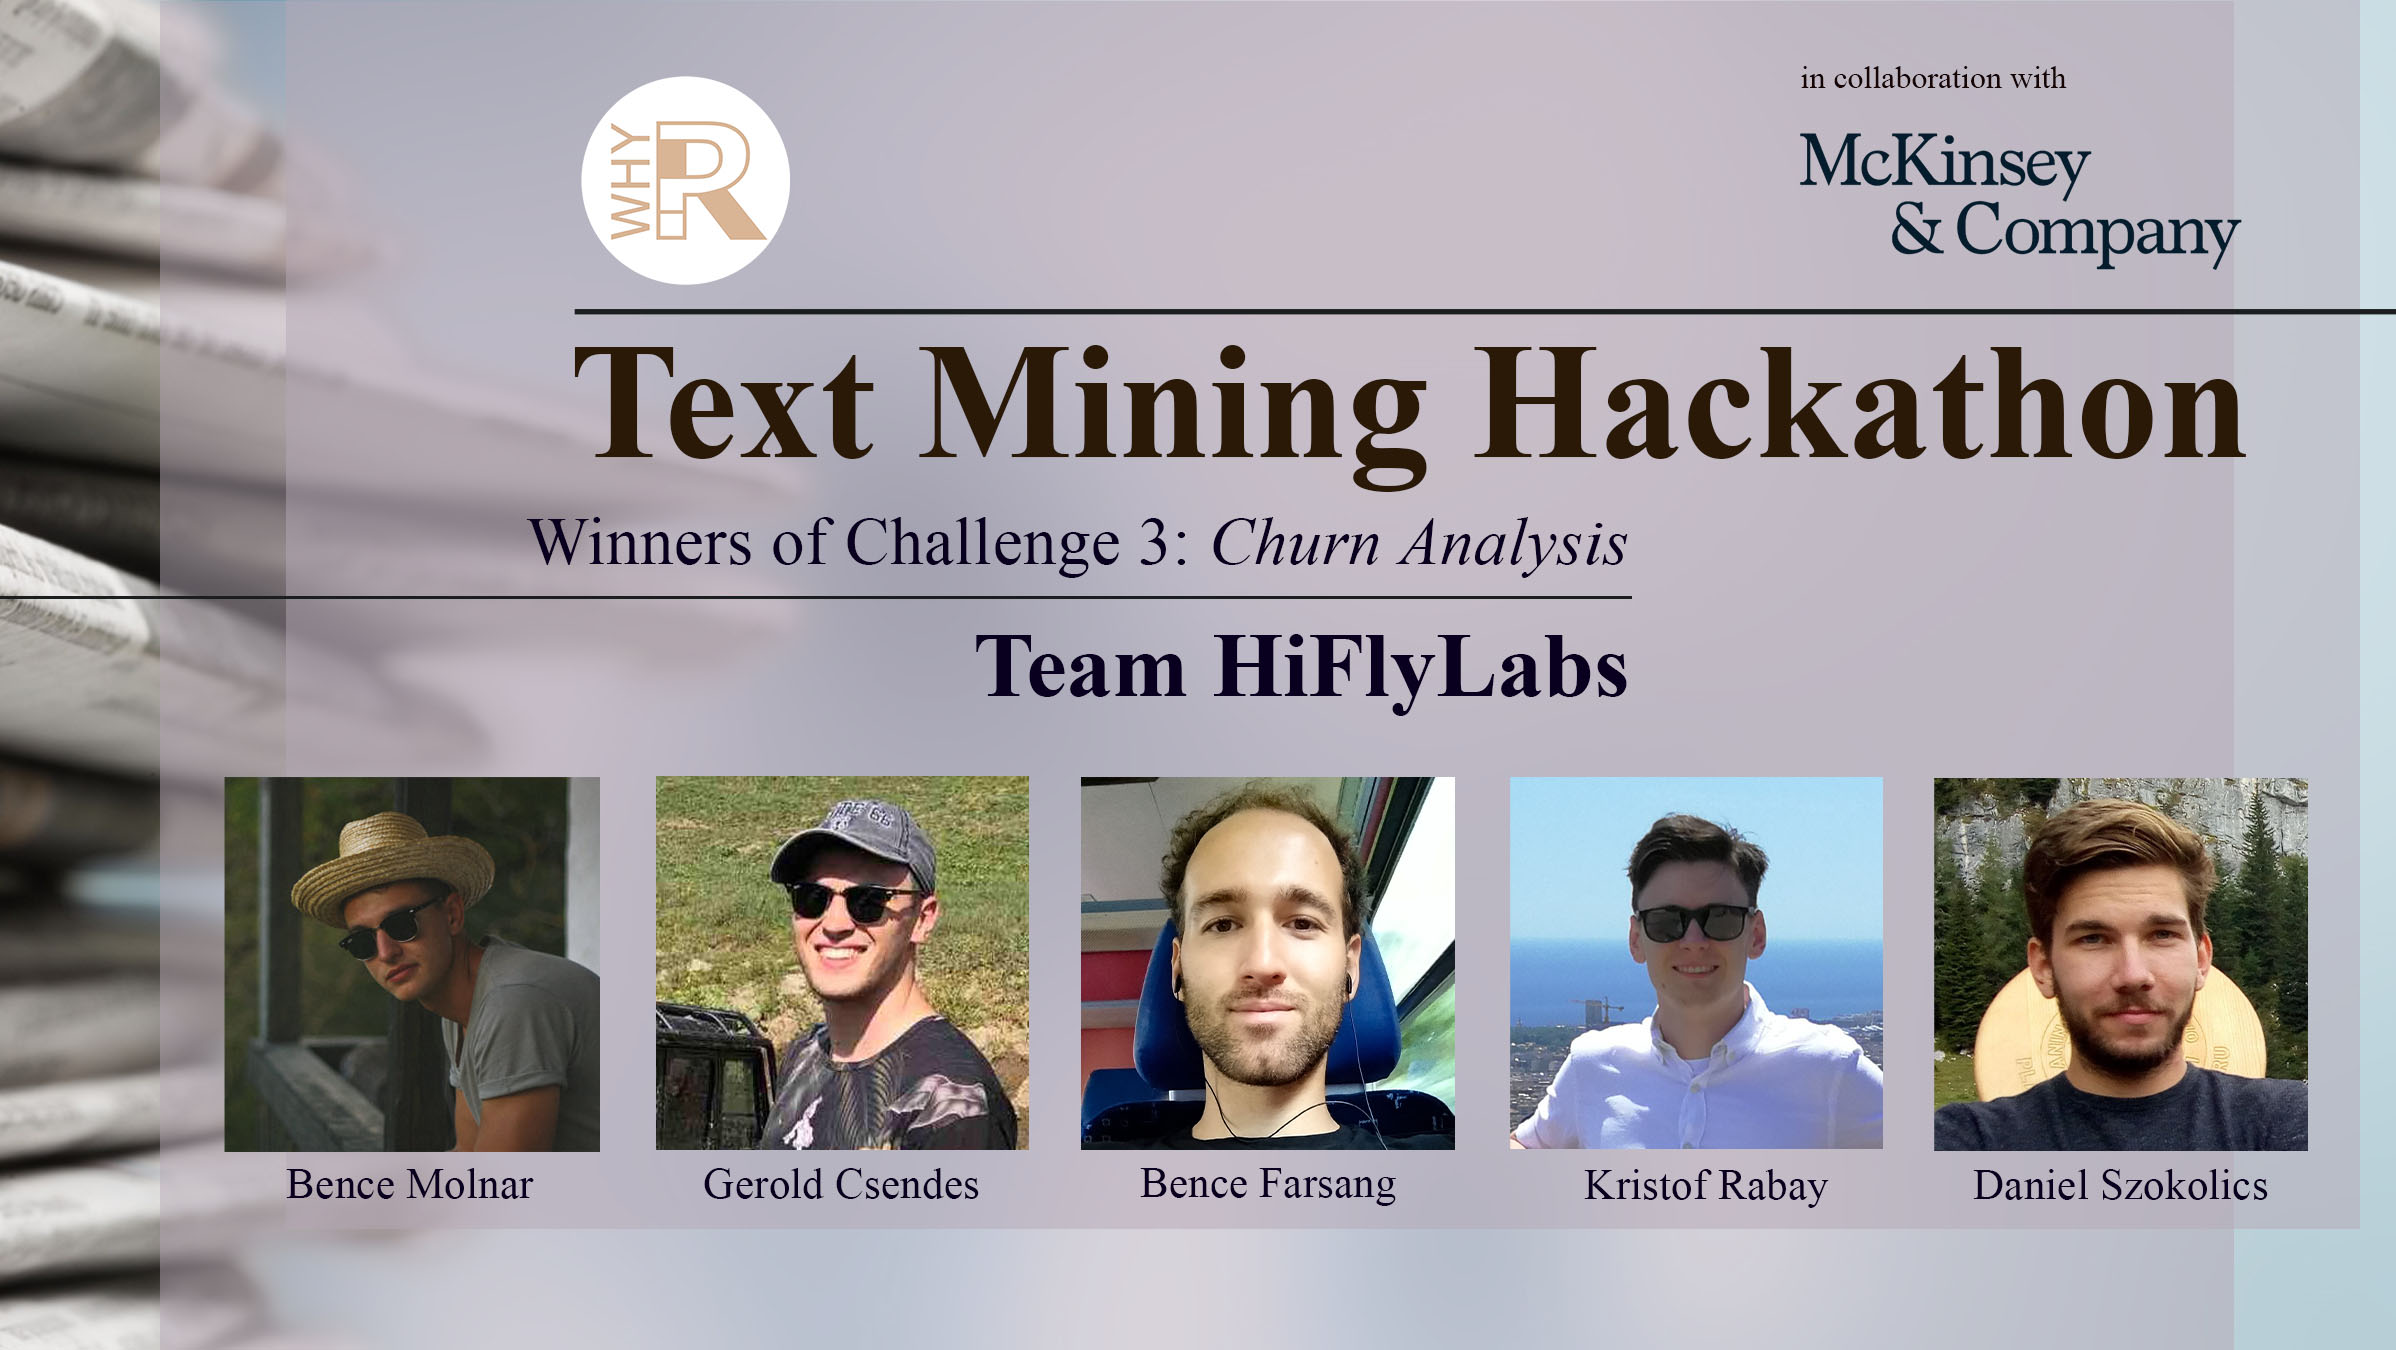 WHY R
in collaboration with
McKinsey
& Company
Text Mining Hackathon
Winners of Challenge 3: Churn Analysis
Team HiFlyLabs
Bence Molnar
Gerold Csendes
Bence Farsang
Kristof Rabay
Daniel Szokolics